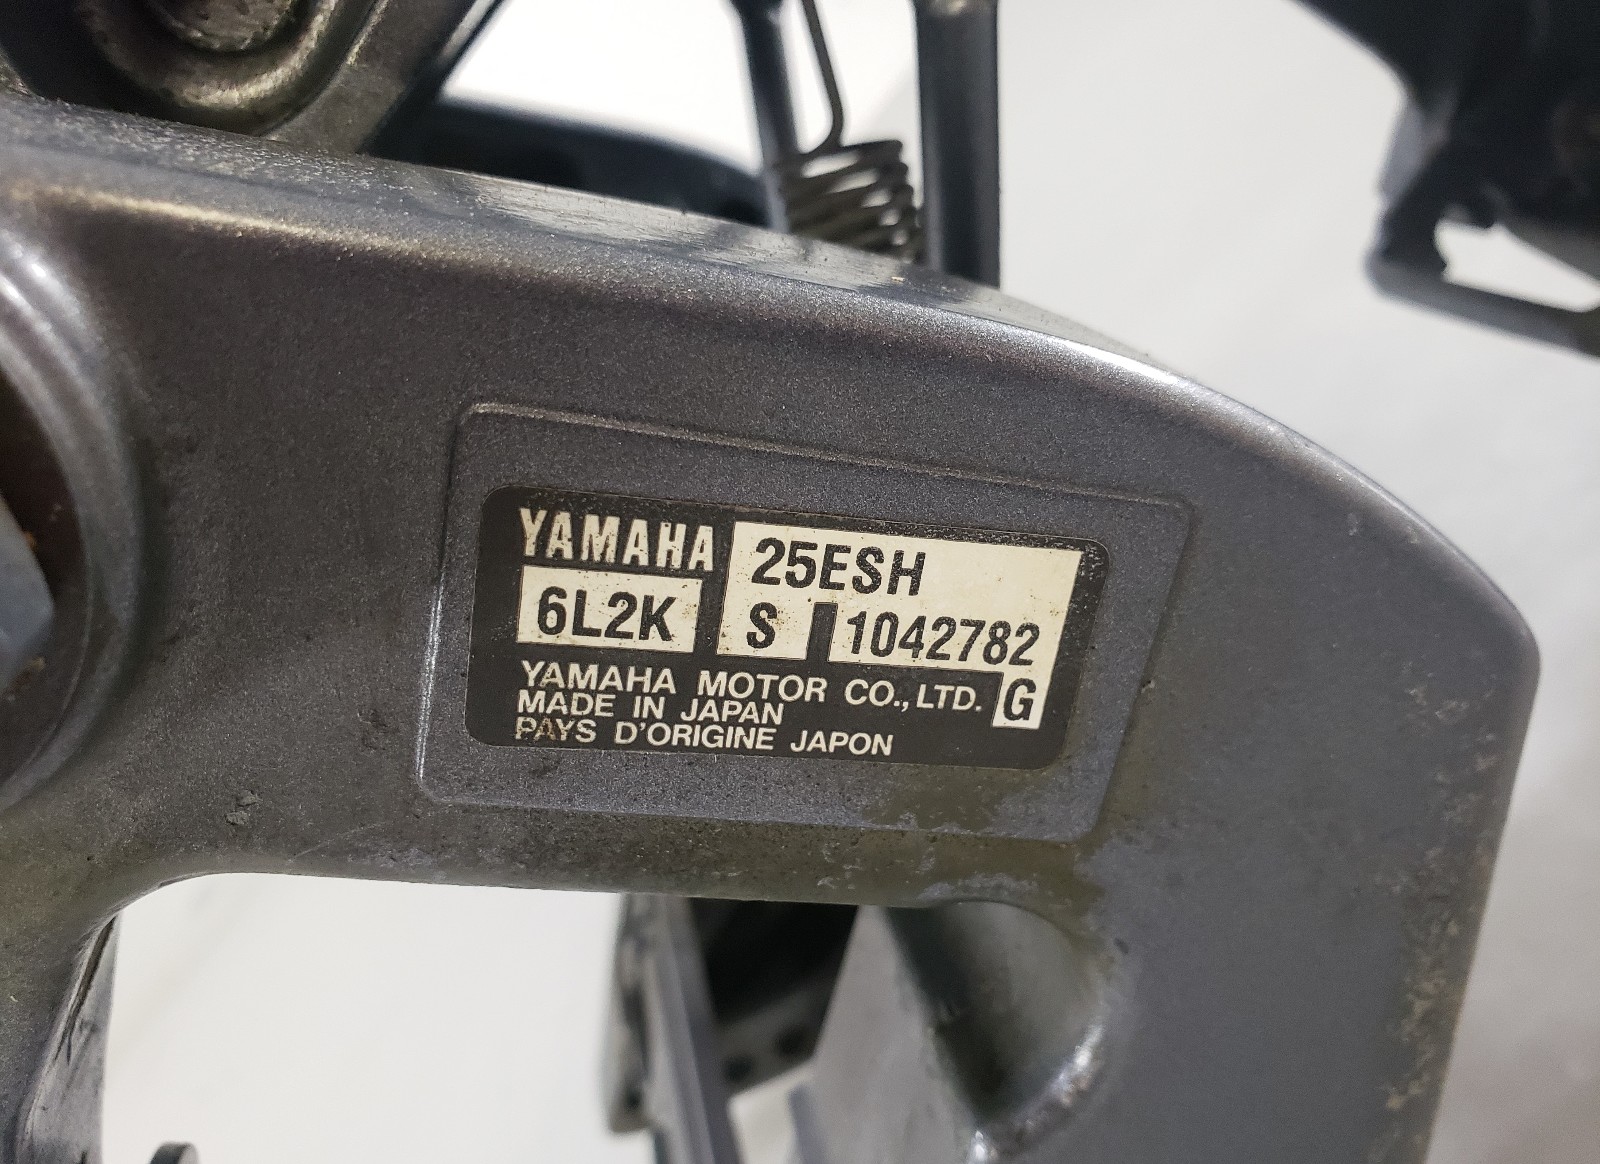 YAMAHA 25ESH
6L2K S 1042782
YAMAHA MOTOR CO., LTD. G
MADE IN JAPAN
PAYS D'ORIGINE JAPON